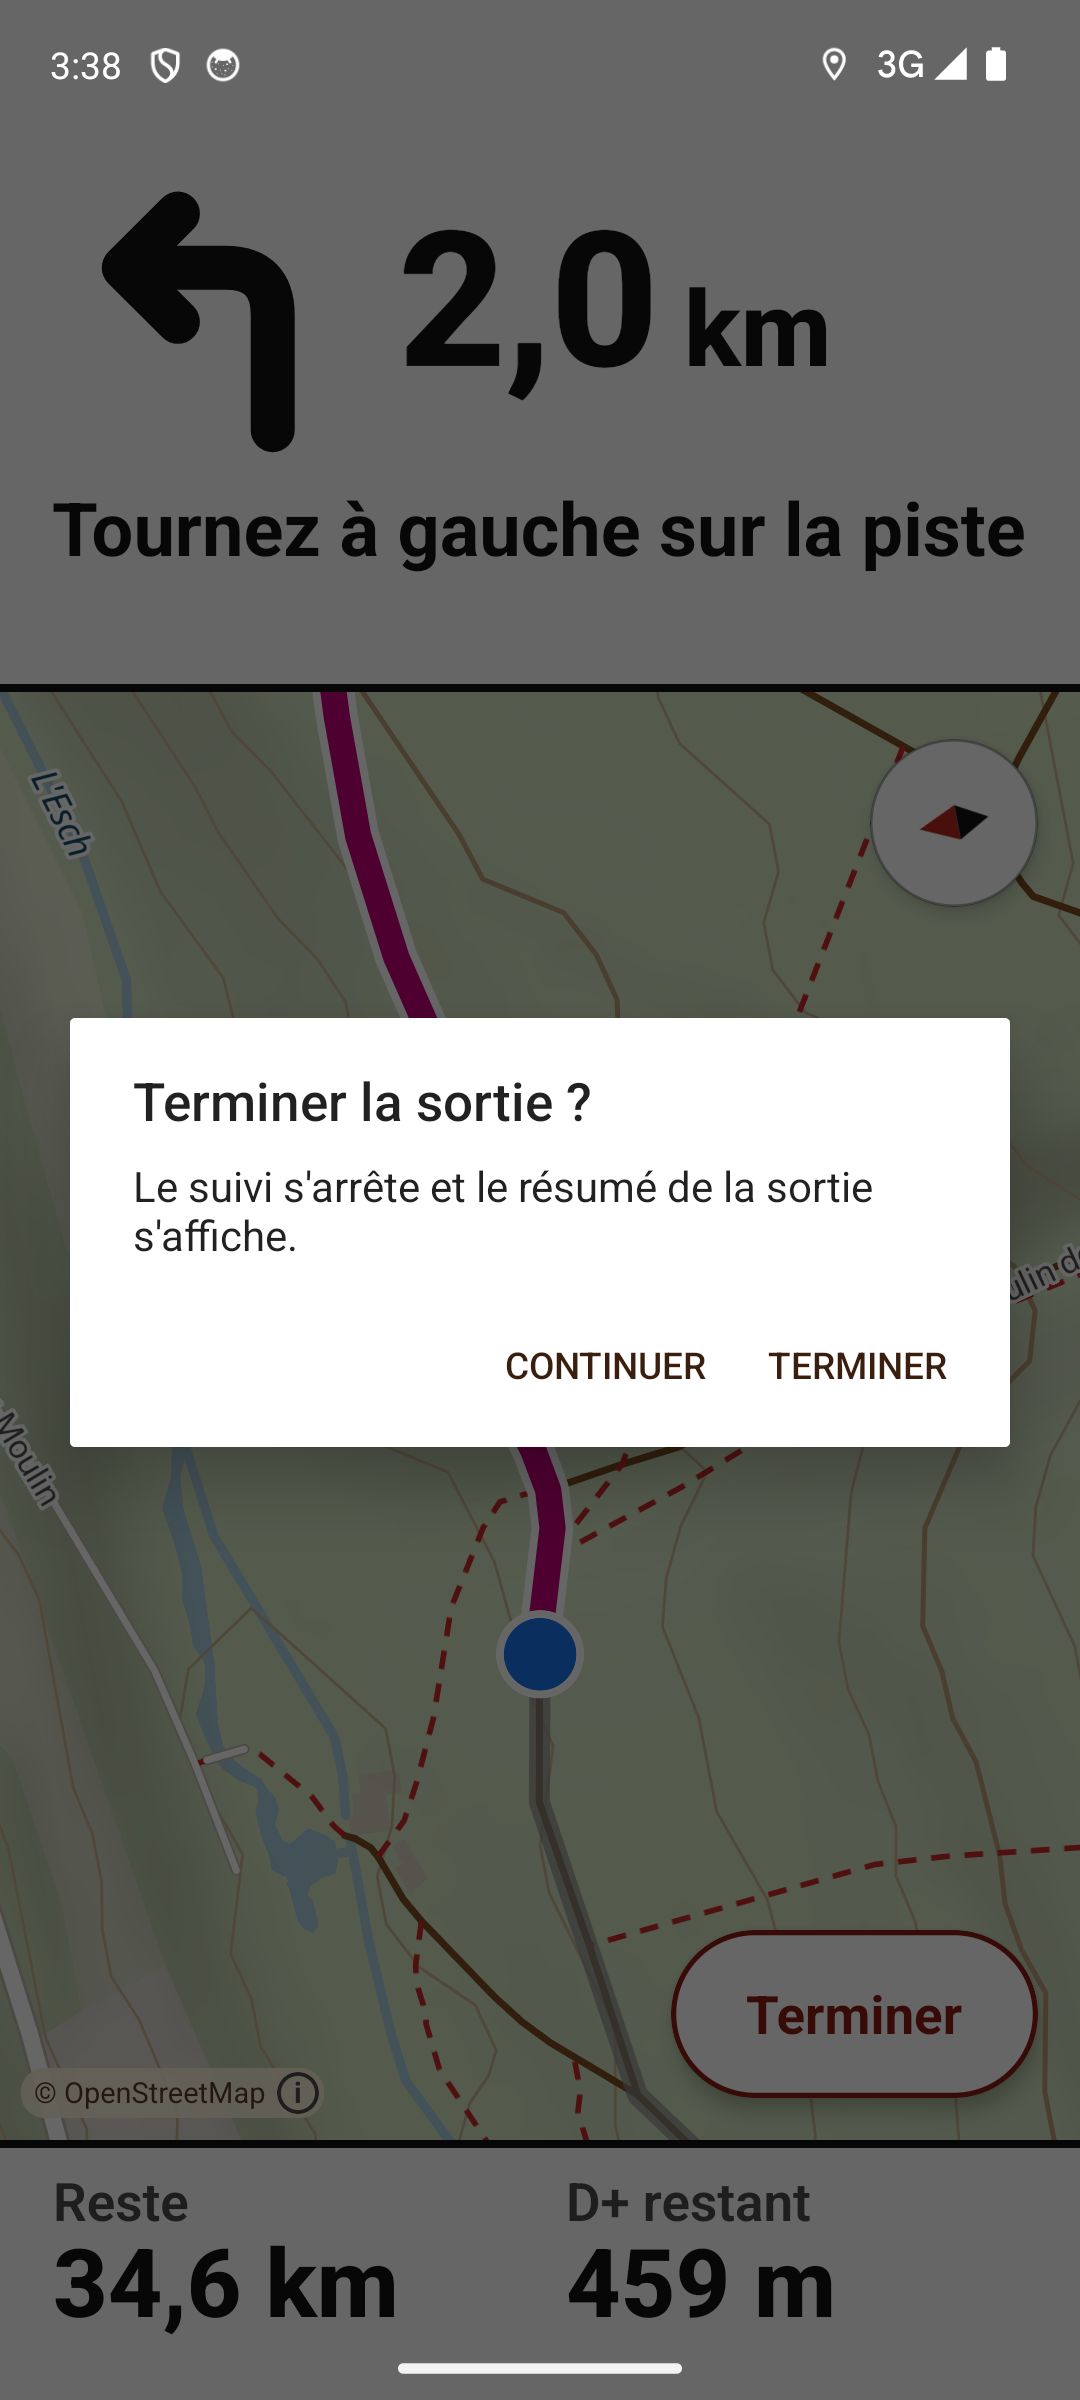 3:38
3G
2,0 km
Tournez à gauche sur la piste
L'Esch
Terminer la sortie ?
Le suivi s'arrête et le résumé de la sortie
s'affiche.
CONTINUER TERMINER
Moulin
Terminer
© OpenStreetMap i
Reste D+ restant
34,6 km 459 m